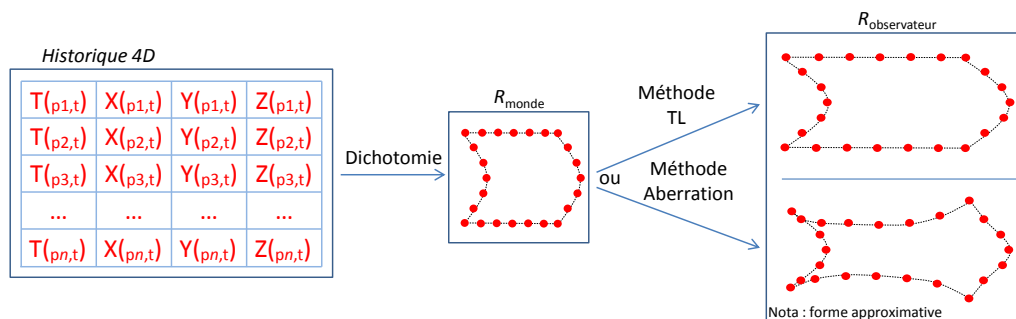 Historique 4D
T(p1,t) X(p1,t) Y(p1,t) Z(p1,t)
T(p2,t) X(p2,t) Y(p2,t) Z(p2,t)
T(p3,t) X(p3,t) Y(p3,t) Z(p3,t)
... ... ... ...
T(pn,t) X(pn,t) Y(pn,t) Z(pn,t)
Dichotomie
Rmonde
ou
Méthode
TL
Méthode
Aberration
Robservateur
Nota : forme approximative